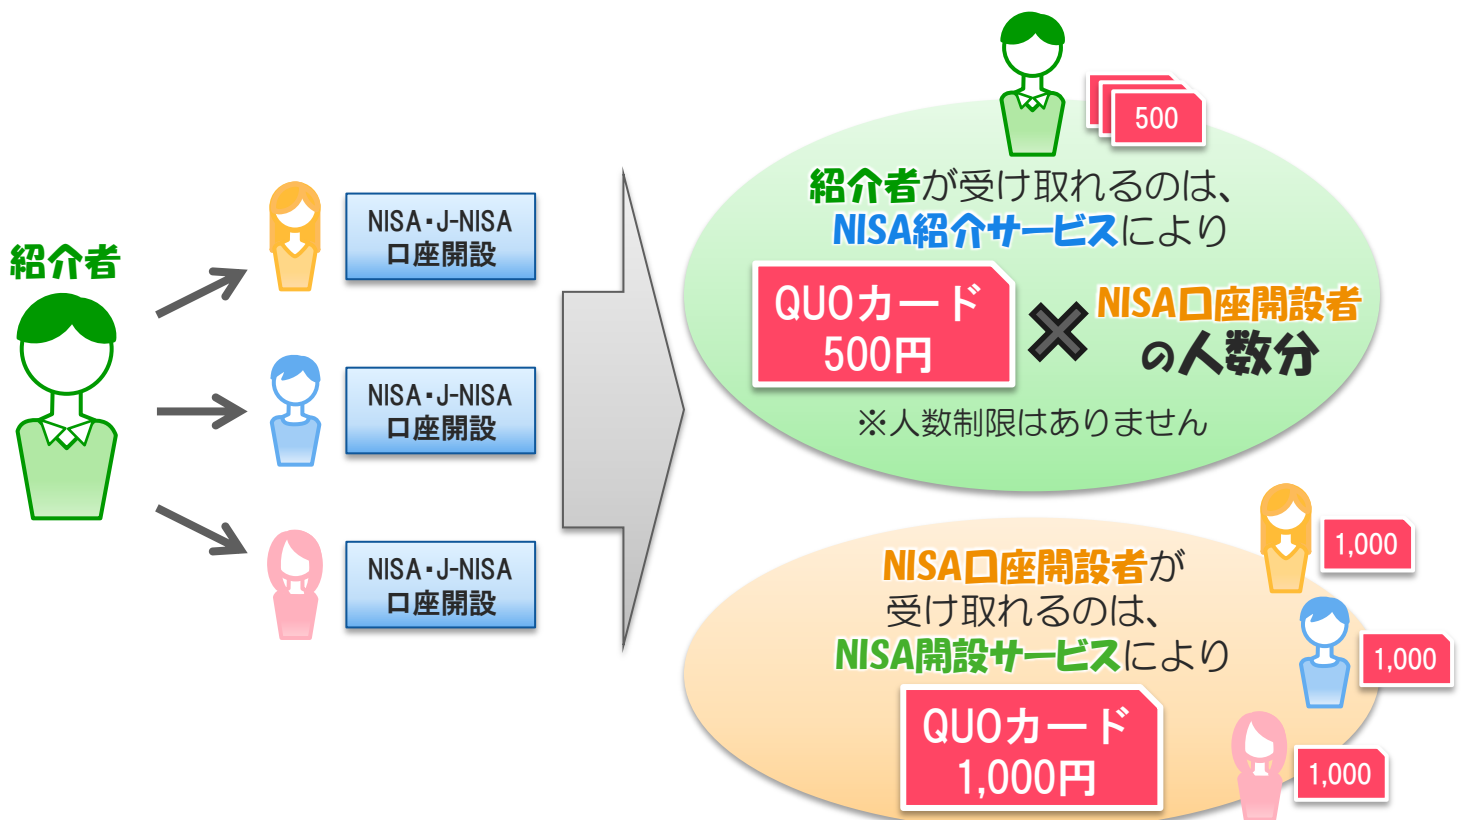 紹介者
NISA・J-NISA
口座開設
NISA・J-NISA
口座開設
NISA・J-NISA
口座開設
500
紹介者が受け取れるのは、
NISA紹介サービスにより
QUOカード
500円
×
NISA口座開設者
の人数分
※人数制限はありません
NISA口座開設者が
受け取れるのは、
NISA開設サービスにより
QUOカード
1,000円
1,000
1,000
1,000